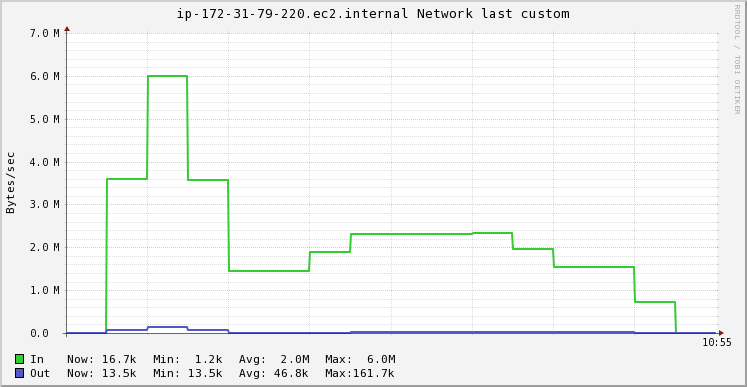 ip-172-31-79-220.ec2.internal Network last custom
RRDTOOL / TOBI OETIKER
Bytes/sec
7.0 M
6.0 M
5.0 M
4.0 M
3.0 M
2.0 M
1.0 M
0.0
10:55
In Now: 16.7k Min: 1.2k Avg: 2.0M Max: 6.0M
Out Now: 13.5k Min: 13.5k Avg: 46.8k Max:161.7k